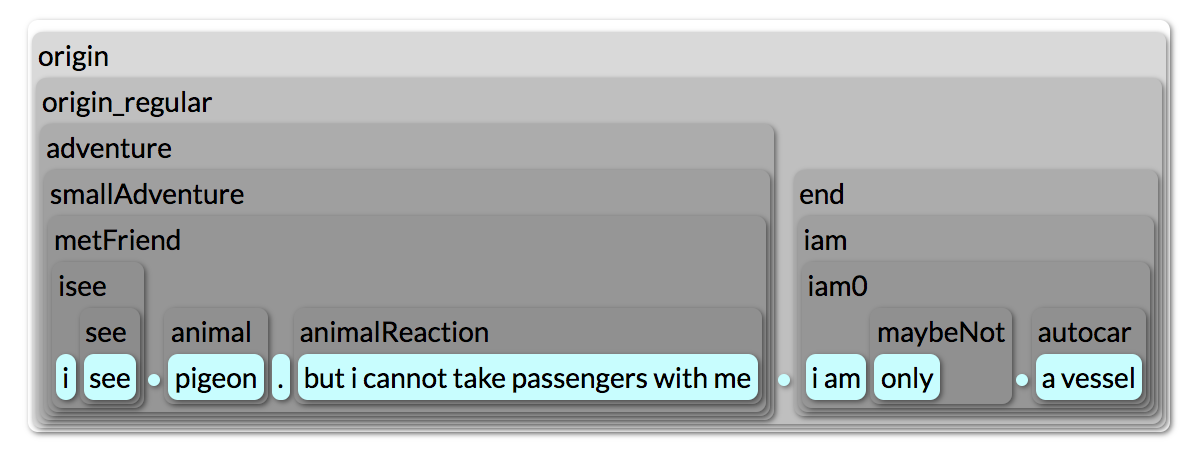 origin
origin_regular
adventure
smallAdventure end
metFriend iam
isee iam0
see animal animalReaction maybeNot autocar
i see pigeon . but i cannot take passengers with me i am only a vessel